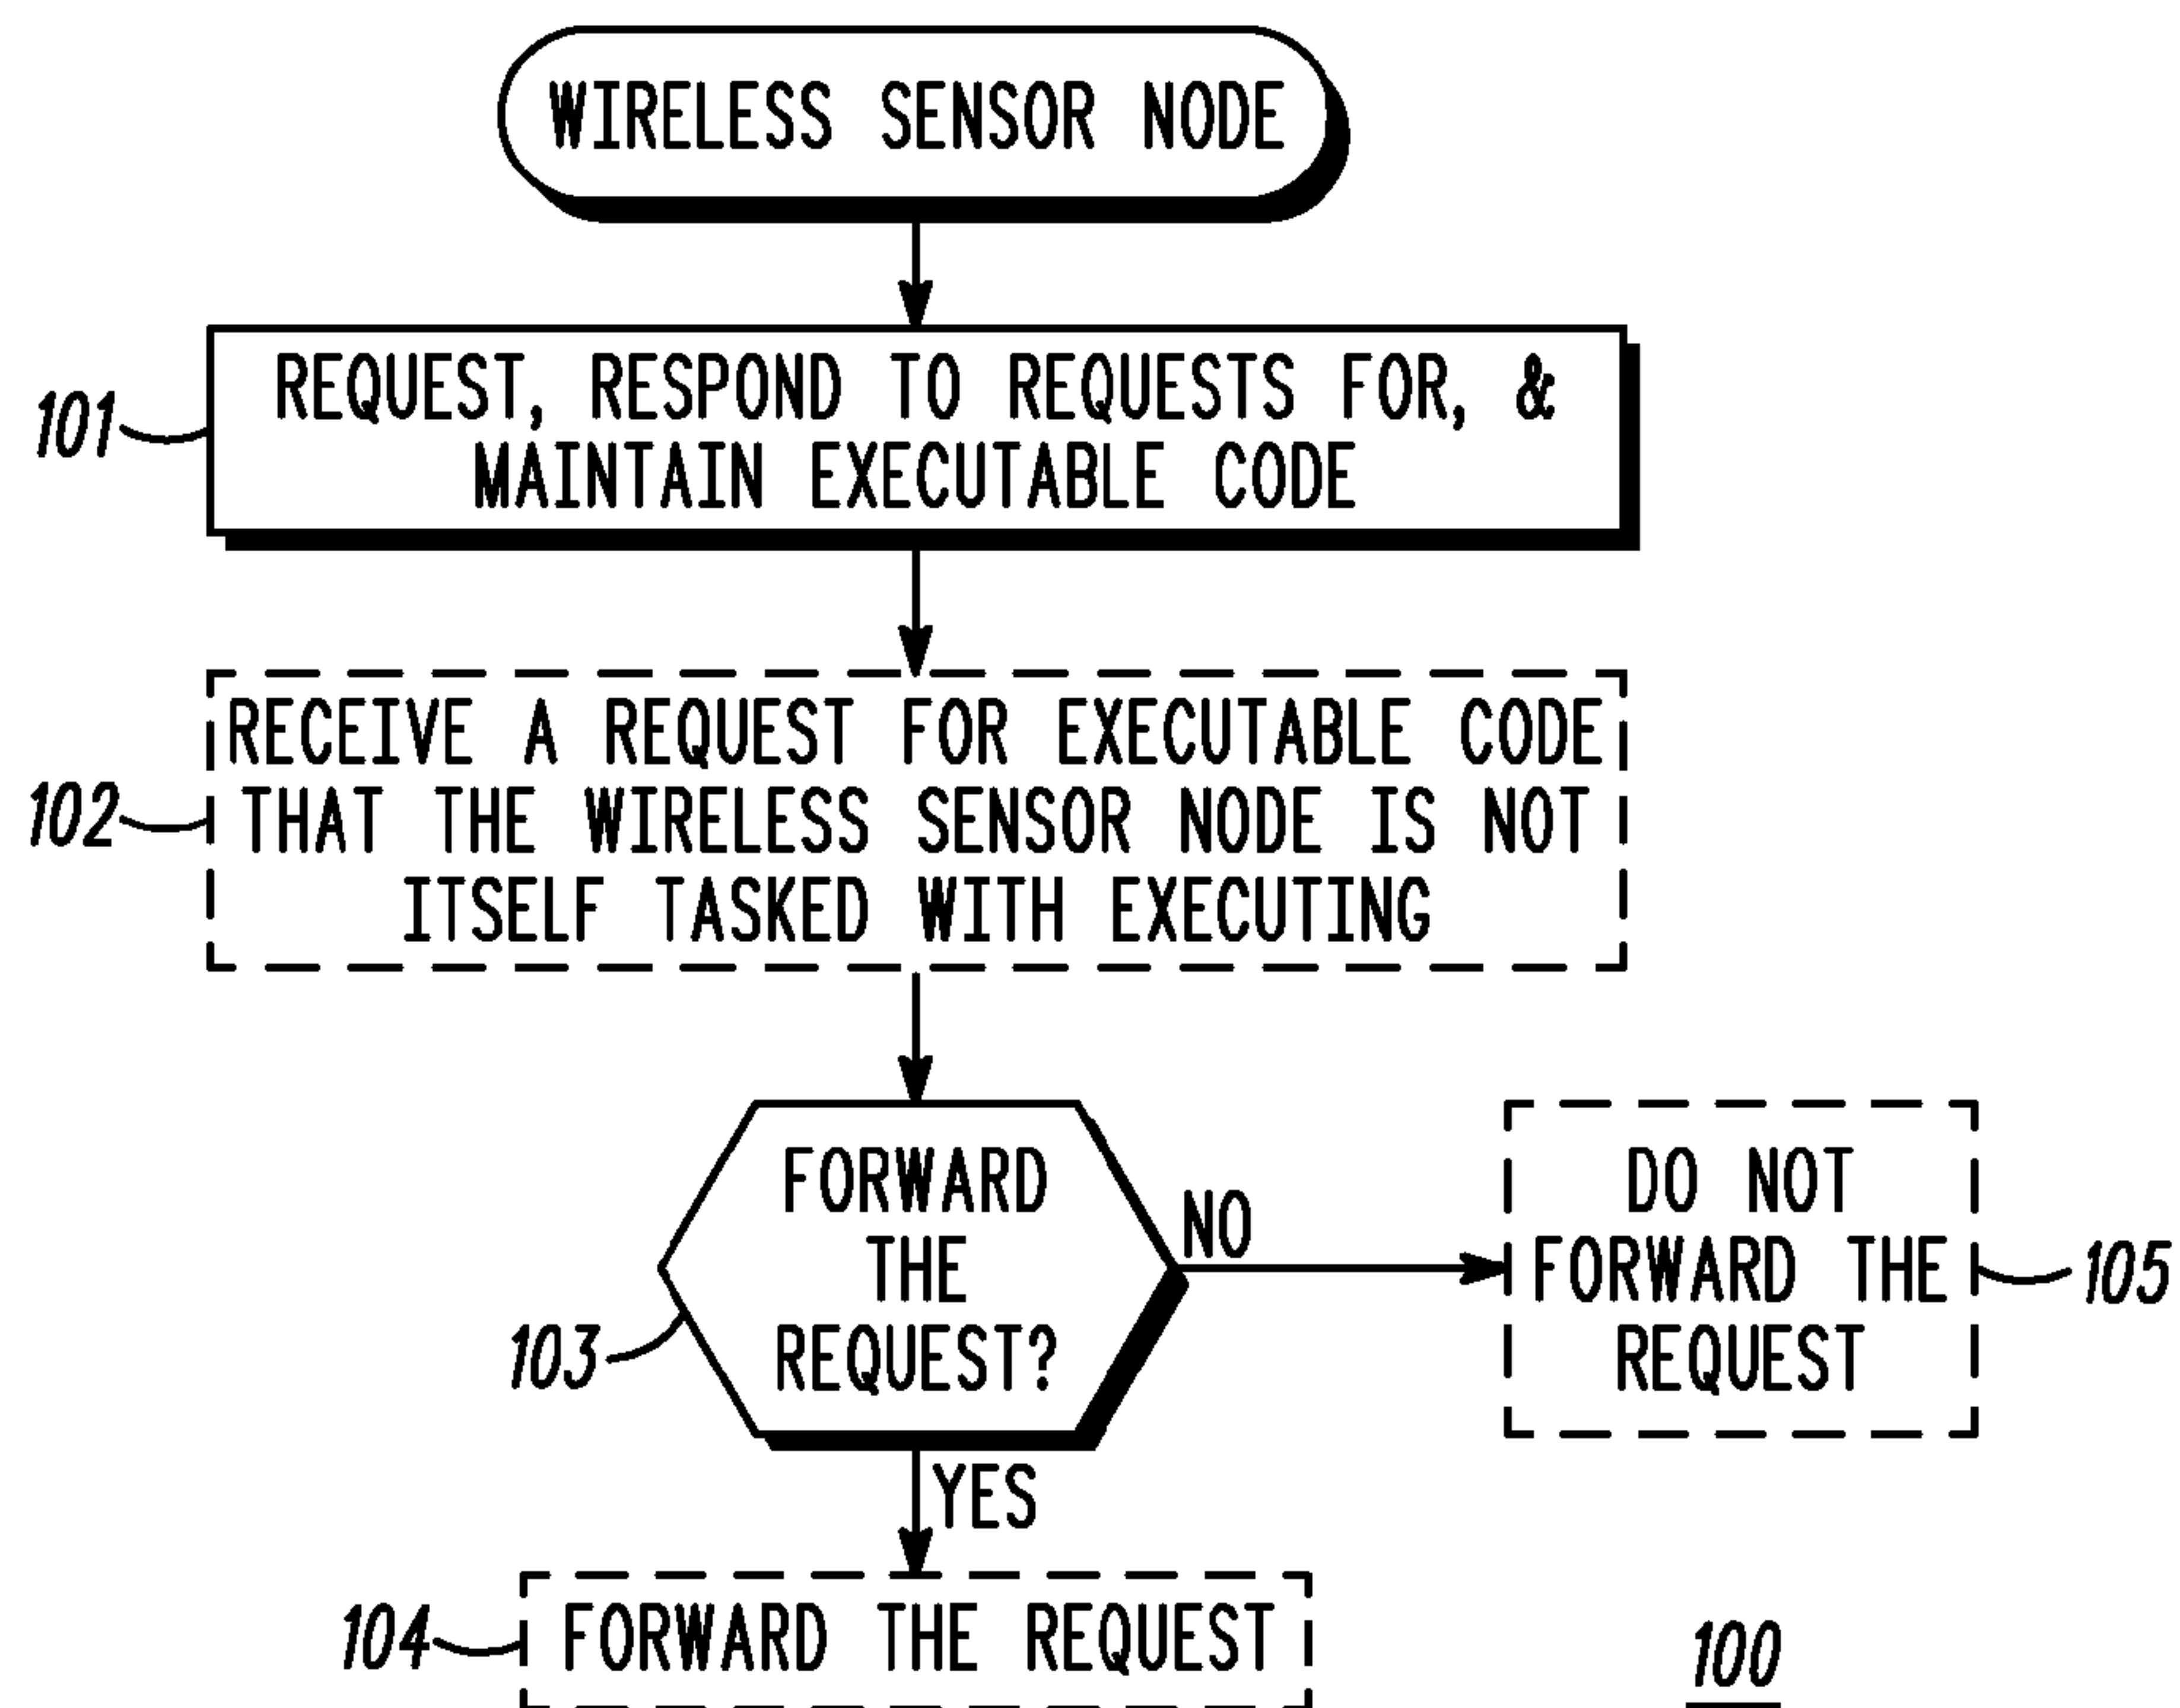 WIRELESS SENSOR NODE
101
REQUEST, RESPOND TO REQUESTS FOR, &
MAINTAIN EXECUTABLE CODE
102
RECEIVE A REQUEST FOR EXECUTABLE CODE
THAT THE WIRELESS SENSOR NODE IS NOT
ITSELF TASKED WITH EXECUTING
103
FORWARD
THE
REQUEST?
NO
DO NOT
FORWARD THE
REQUEST
105
YES
104
FORWARD THE REQUEST
100